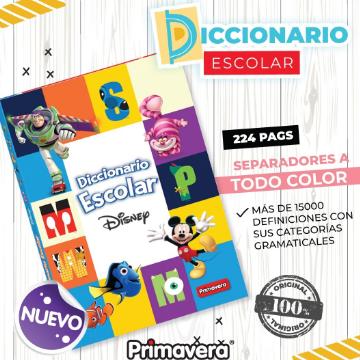 DICCIONARIO
ESCOLAR
224 PAGS
SEPARADORES A
TODO COLOR
MÁS DE 15000
DEFINICIONES CON
SUS CATEGORÍAS
GRAMATICALES
Diccionario
Escolar
Disney
S
P
M
M
Primavera
NUEVO
ORIGINAL
100%
ORIGINAL
Primavera